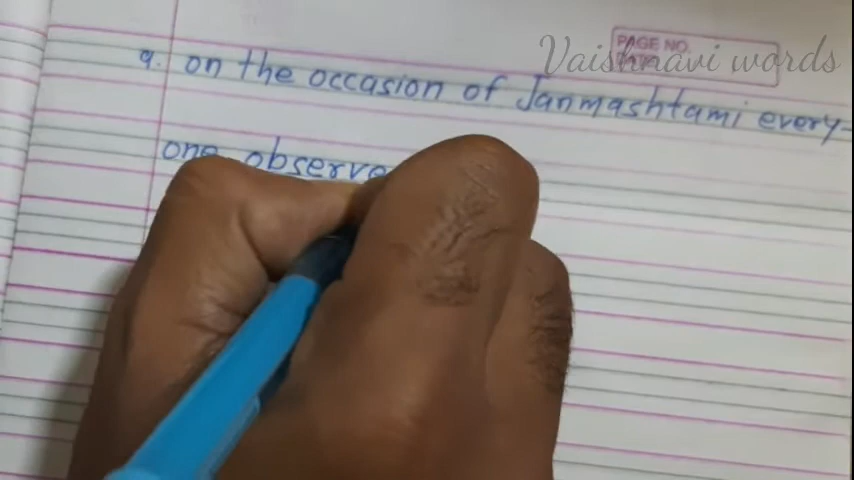 Vaishnavi words
PAGE NO.
9. on the occasion of Janmashtami every-
one observe